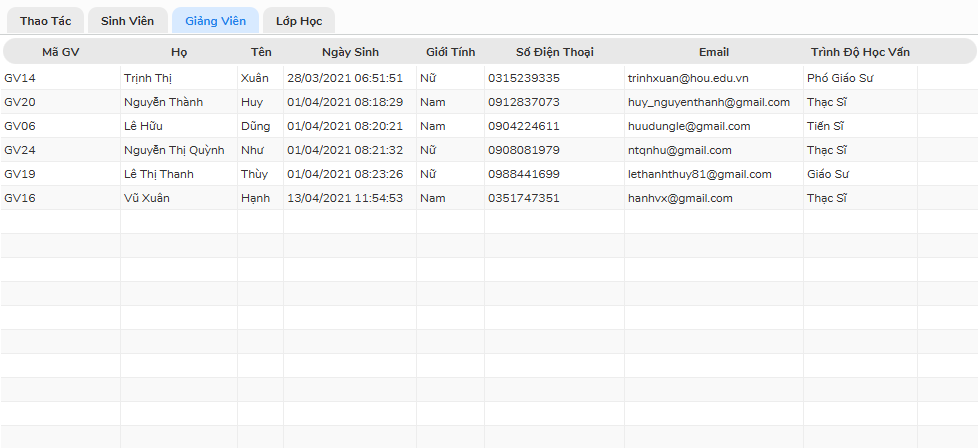 Thao Tác Sinh Viên Giảng Viên Lớp Học
Mã GV Họ Tên Ngày Sinh Giới Tính Số Điện Thoại Email Trình Độ Học Vấn
GV14 Trịnh Thị Xuân 28/03/2021 06:51:51 Nữ 0315239335 trinhxuan@hou.edu.vn Phó Giáo Sư
GV20 Nguyễn Thành Huy 01/04/2021 08:18:29 Nam 0912837073 huy_nguyenthanh@gmail.com Thạc Sĩ
GV06 Lê Hữu Dũng 01/04/2021 08:20:21 Nam 0904224611 huudungle@gmail.com Tiến Sĩ
GV24 Nguyễn Thị Quỳnh Như 01/04/2021 08:21:32 Nữ 0908081979 ntqnhu@gmail.com Thạc Sĩ
GV19 Lê Thị Thanh Thùy 01/04/2021 08:23:26 Nữ 0988441699 lethanhthuy81@gmail.com Giáo Sư
GV16 Vũ Xuân Hạnh 13/04/2021 11:54:53 Nam 0351747351 hanhvx@gmail.com Thạc Sĩ